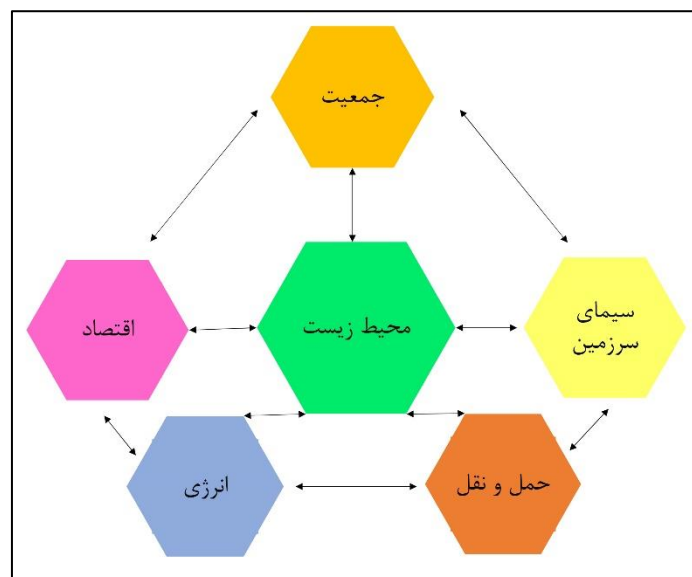 جمعیت
سیمای
سرزمین
محیط زیست
اقتصاد
حمل و نقل
انرژی